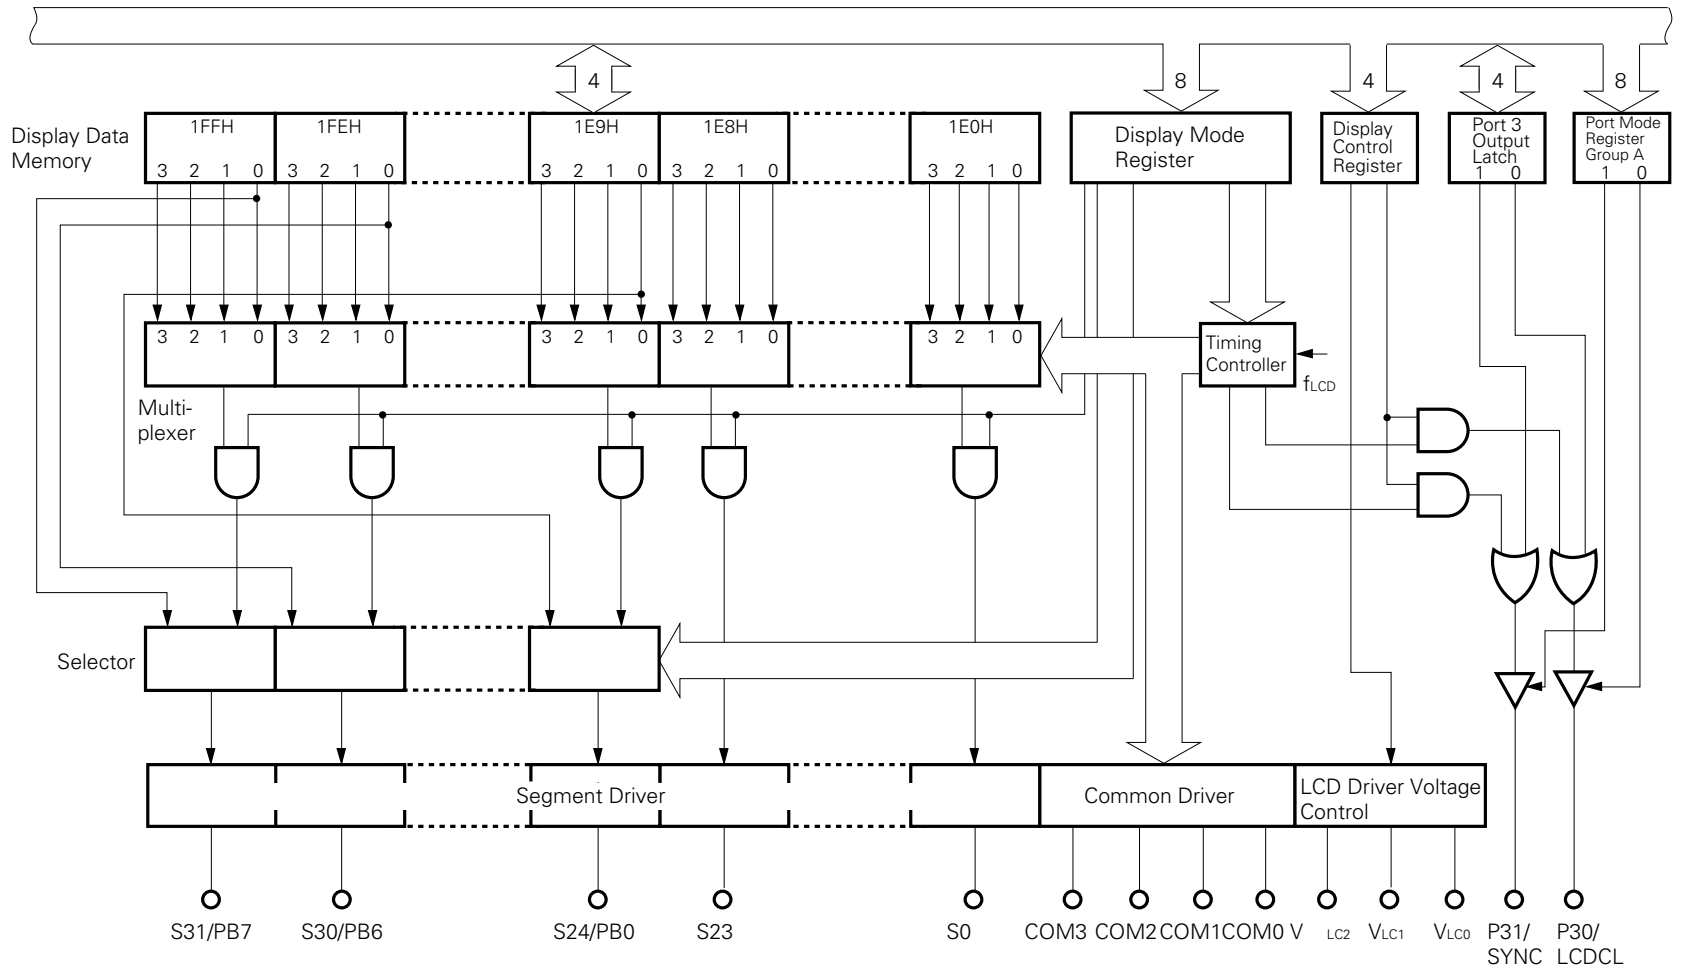 4 8 4 4 8
Display Data
Memory
1FFH 1FEH 1E9H 1E8H 1E0H
3 2 1 0 3 2 1 0 3 2 1 0 3 2 1 0 3 2 1 0
Display Mode
Register
Display
Control
Register
Port 3
Output
Latch
1 0
Port Mode
Register
Group A
1 0
3 2 1 0 3 2 1 0 3 2 1 0 3 2 1 0 3 2 1 0
Timing
Controller
fLCD
Multi-
plexer
Selector
Segment Driver
Common Driver
LCD Driver Voltage
Control
S31/PB7 S30/PB6 S24/PB0 S23 S0 COM3 COM2 COM1 COM0 V LC2 VLC1 VLC0 P31/ P30/
SYNC LCDCL